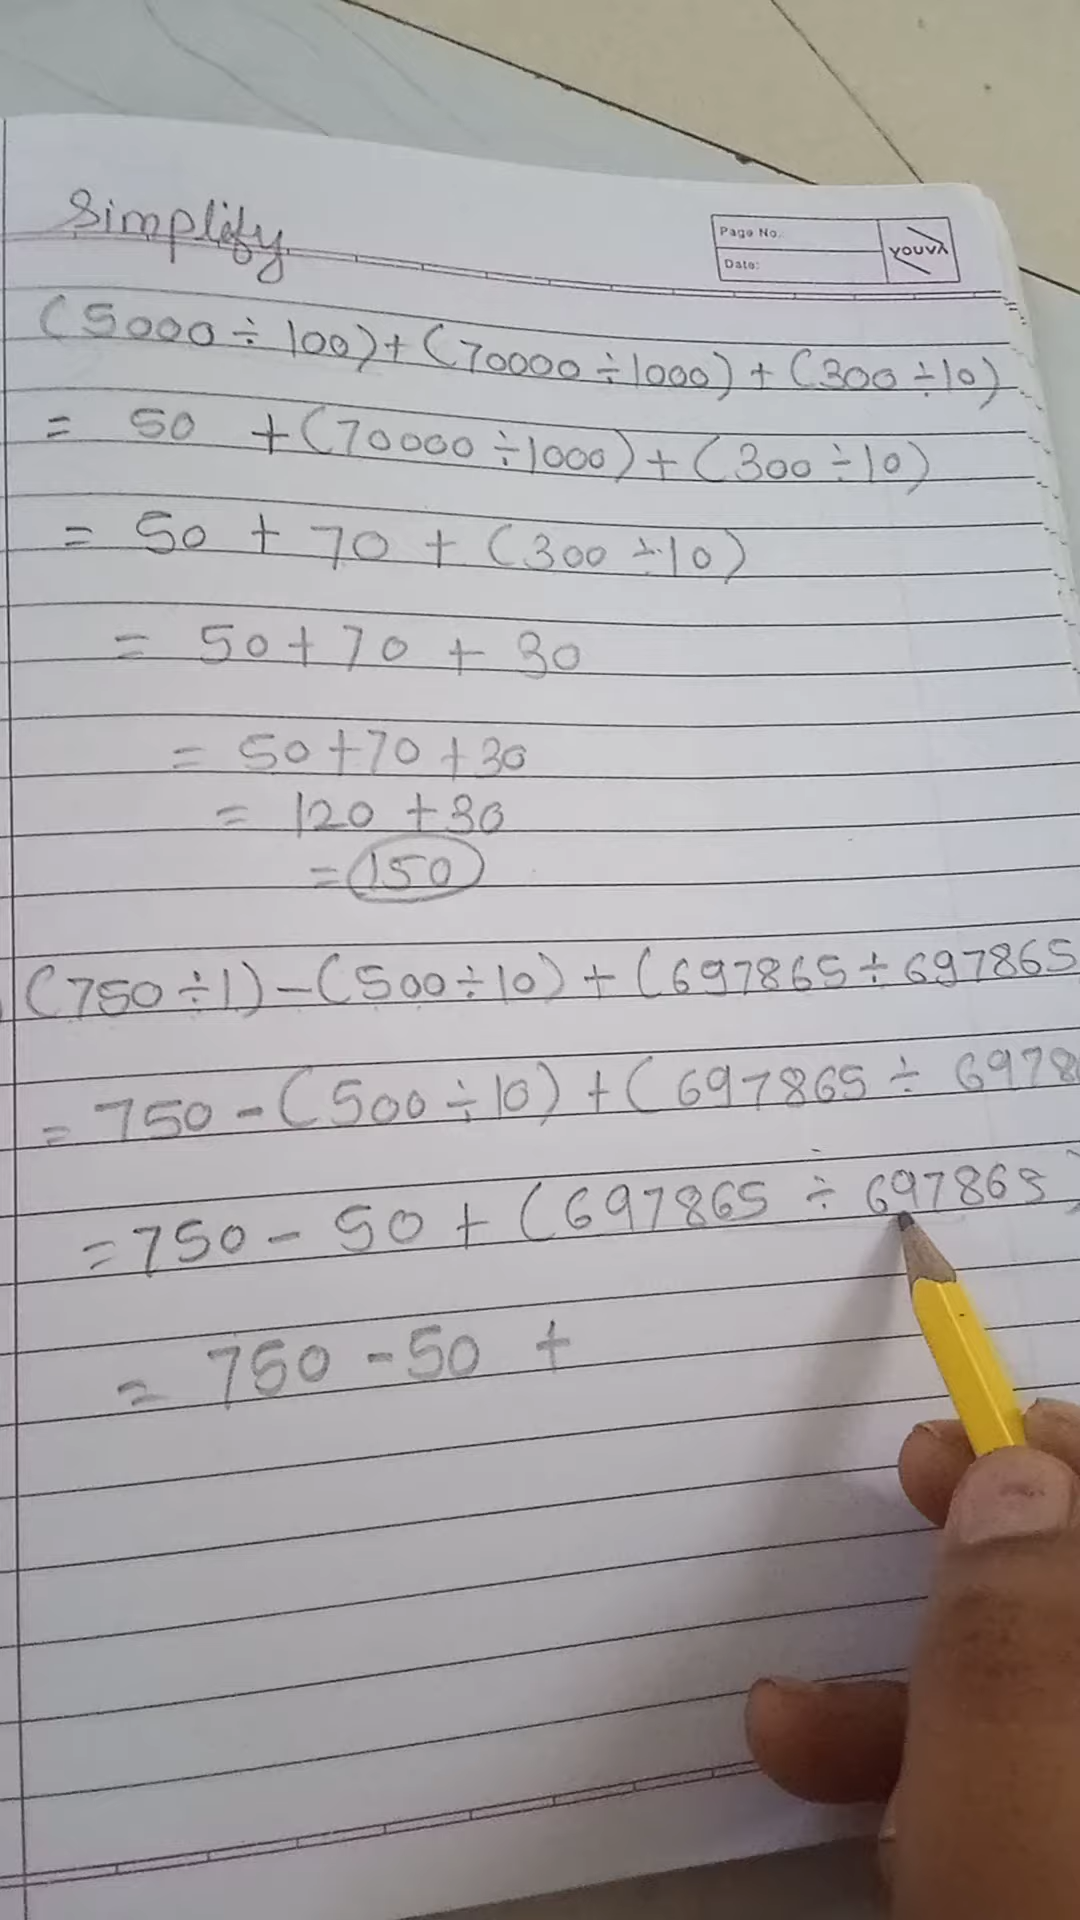 Simplify
Page No.
Date:
YOUVA
(5000÷100)+(70000÷1000)+(300÷10)
= 50 +(70000÷1000)+(300÷10)
= 50 + 70 + (300÷10)
= 50+70 + 30
= 50+70+30
= 120 +30
= 150
(750÷1)-(500÷10)+(697865÷697865
= 750-(500÷10)+(697865÷6978
= 750-50+(697865÷697865)
= 750-50 +